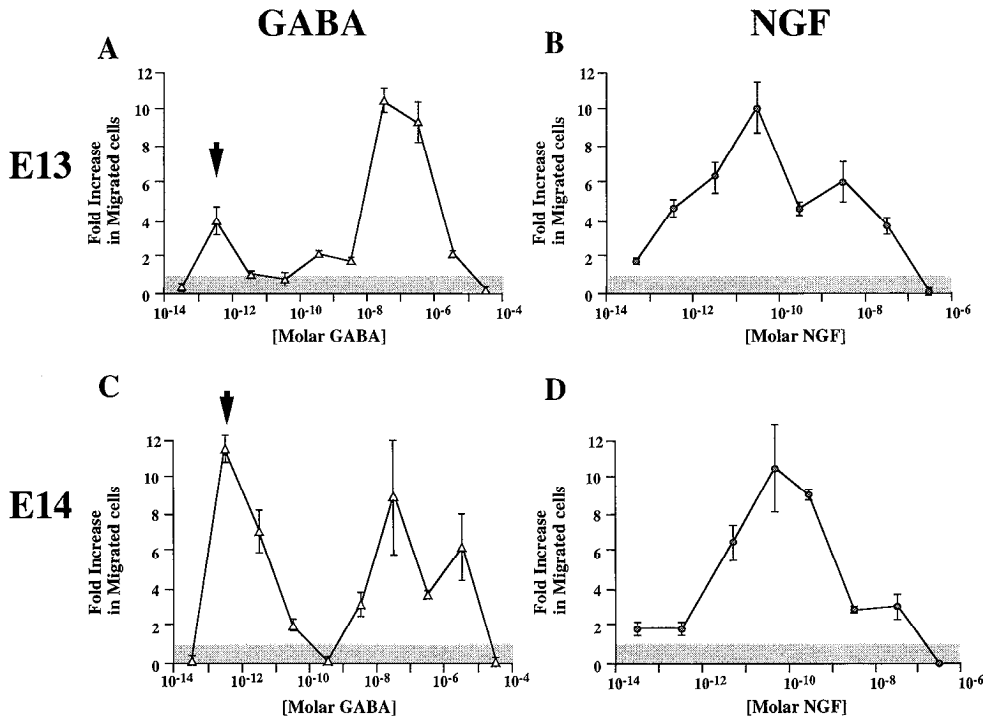 GABA
NGF
E13
A
Fold Increase
in Migrated cells
12
10
8
6
4
2
0
10-14
10-12
10-10
10-8
10-6
10-4
[Molar GABA]
B
Fold Increase
in Migrated cells
12
10
8
6
4
2
0
10-14
10-12
10-10
10-8
10-6
[Molar NGF]
E14
C
Fold Increase
in Migrated cells
12
10
8
6
4
2
0
10-14
10-12
10-10
10-8
10-6
10-4
[Molar GABA]
D
Fold Increase
in Migrated cells
12
10
8
6
4
2
0
10-14
10-12
10-10
10-8
10-6
[Molar NGF]